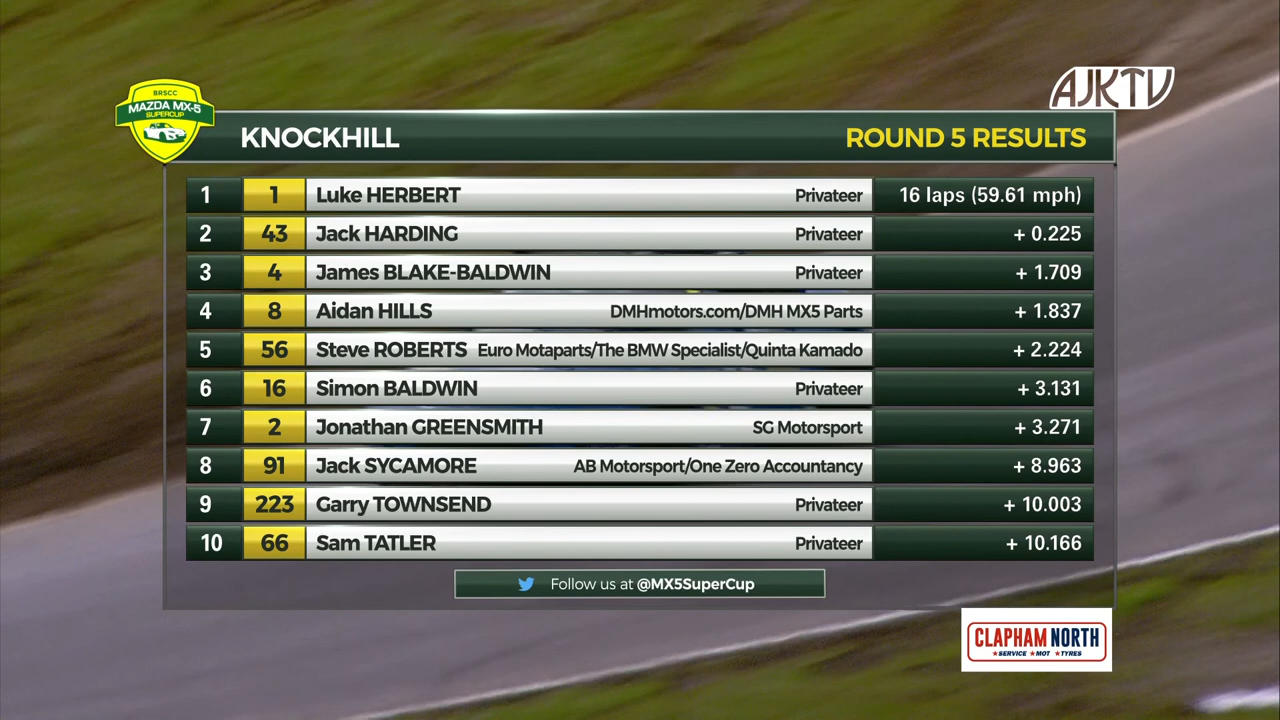 AJKTV
BRSCC
MAZDA MX-5
SUPERCUP
KNOCKHILL ROUND 5 RESULTS
1 1 Luke HERBERT Privateer 16 laps (59.61 mph)
2 43 Jack HARDING Privateer + 0.225
3 4 James BLAKE-BALDWIN Privateer + 1.709
4 8 Aidan HILLS DMHmotors.com/DMH MX5 Parts + 1.837
5 56 Steve ROBERTS Euro Motaparts/The BMW Specialist/Quinta Kamado + 2.224
6 16 Simon BALDWIN Privateer + 3.131
7 2 Jonathan GREENSMITH SG Motorsport + 3.271
8 91 Jack SYCAMORE AB Motorsport/One Zero Accountancy + 8.963
9 223 Garry TOWNSEND Privateer + 10.003
10 66 Sam TATLER Privateer + 10.166
Follow us at @MX5SuperCup
CLAPHAM NORTH
★SERVICE ★MOT ★TYRES